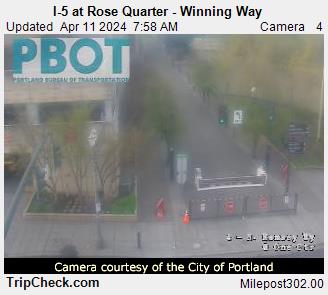 I-5 at Rose Quarter - Winning Way
Updated Apr 11 2024 7:58 AM Camera 4
PBOT
PORTLAND BUREAU OF TRANSPORTATION
Camera courtesy of the City of Portland
TripCheck.com Milepost302.00